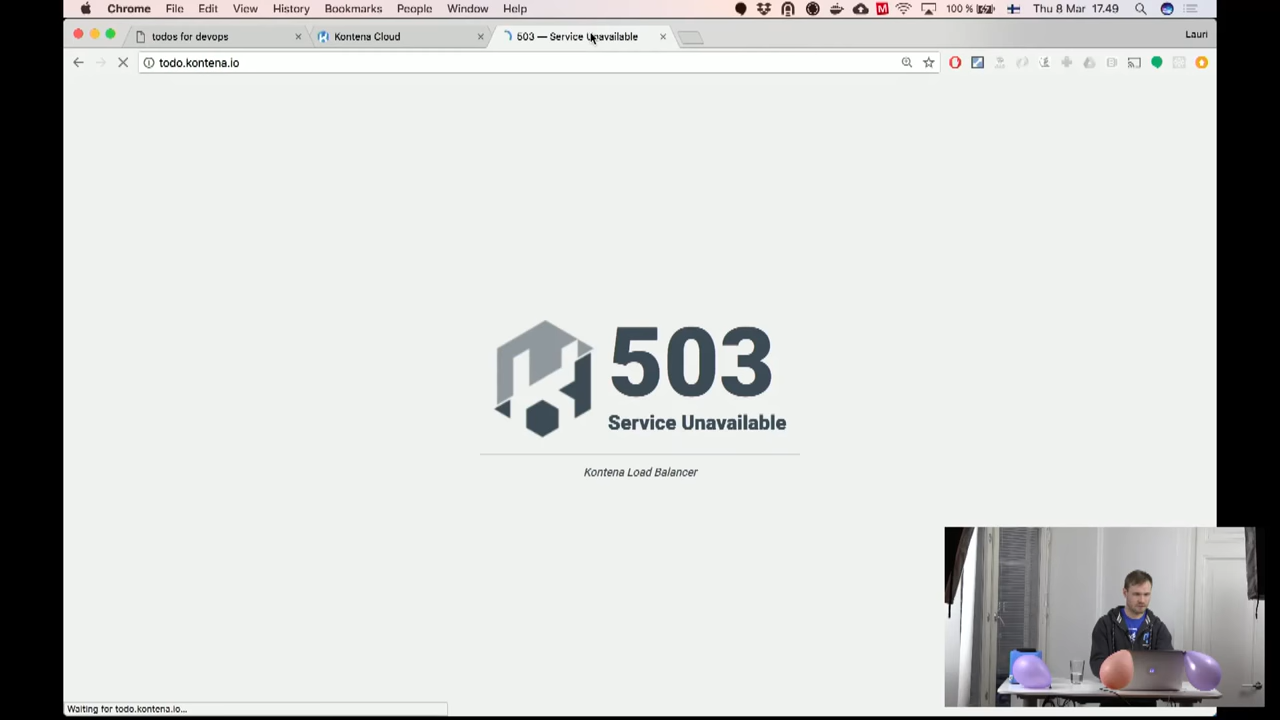 Chrome File Edit View History Bookmarks People Window Help 100 % Thu 8 Mar 17.49
todos for devops Kontena Cloud 503 — Service Unavailable Lauri
todo.kontena.io
503
Service Unavailable
Kontena Load Balancer
Waiting for todo.kontena.io...